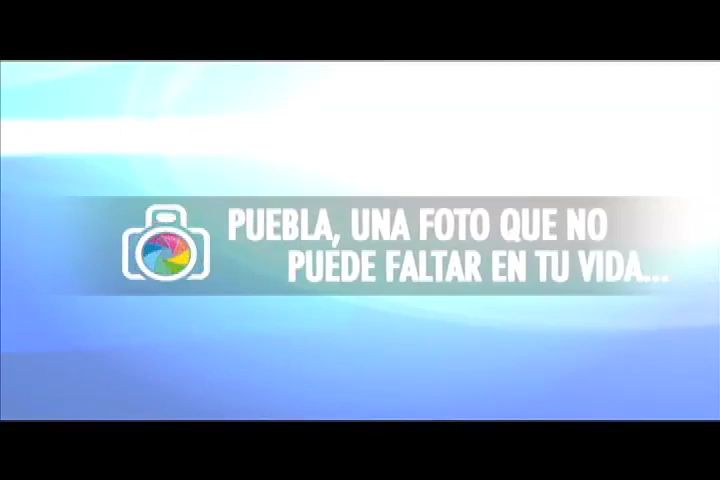 PUEBLA, UNA FOTO QUE NO
PUEDE FALTAR EN TU VIDA...